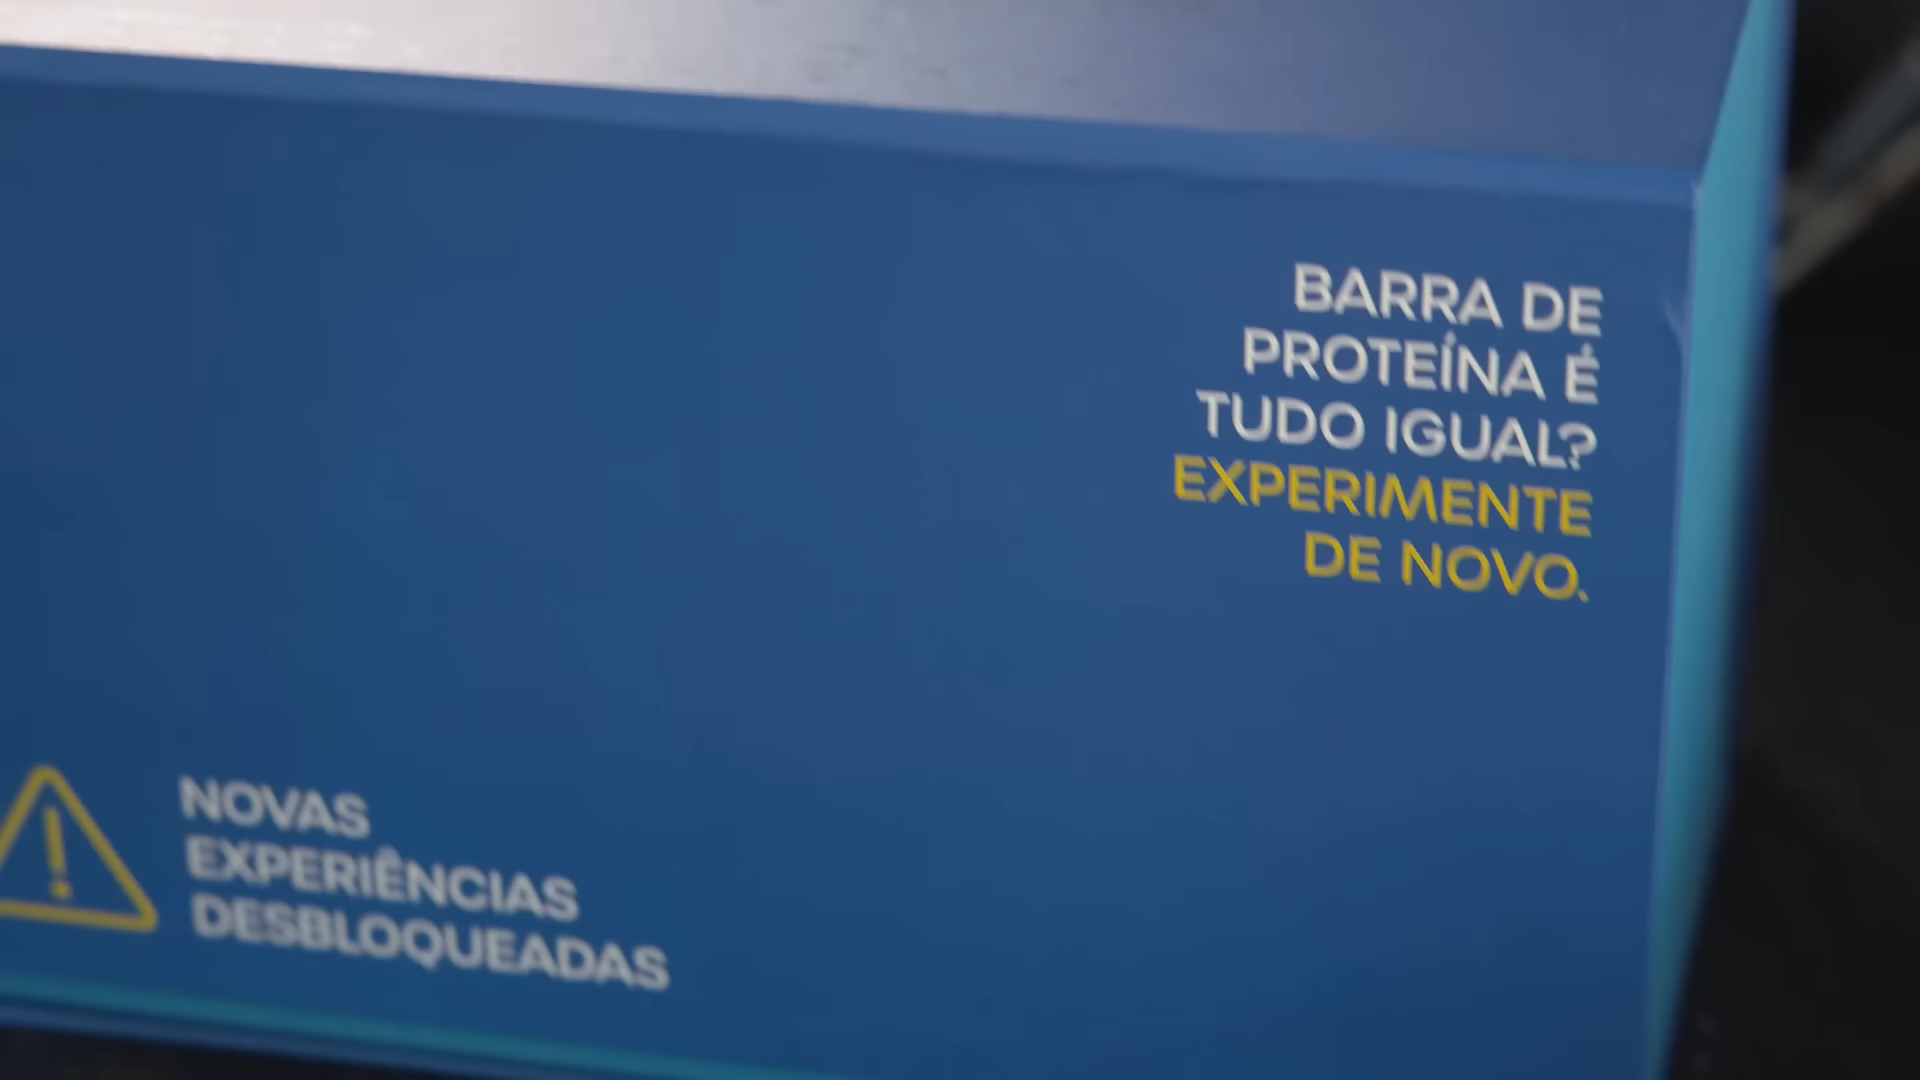 BARRA DE
PROTEÍNA É
TUDO IGUAL?
EXPERIMENTE
DE NOVO.
NOVAS
EXPERIÊNCIAS
DESBLOQUEADAS